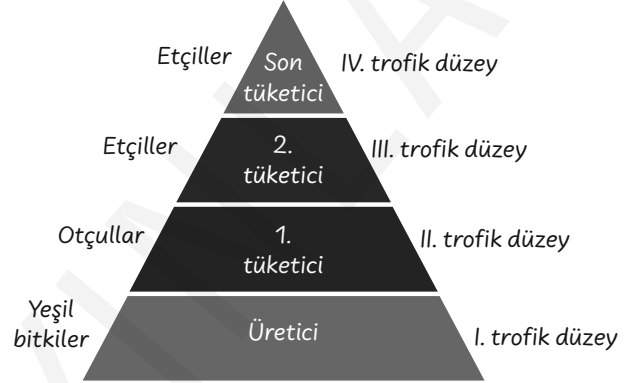 Etçiller
Son
tüketici
IV. trofik düzey
Etçiller
2.
tüketici
III. trofik düzey
Otçullar
1.
tüketici
II. trofik düzey
Yeşil
bitkiler
Üretici
I. trofik düzey